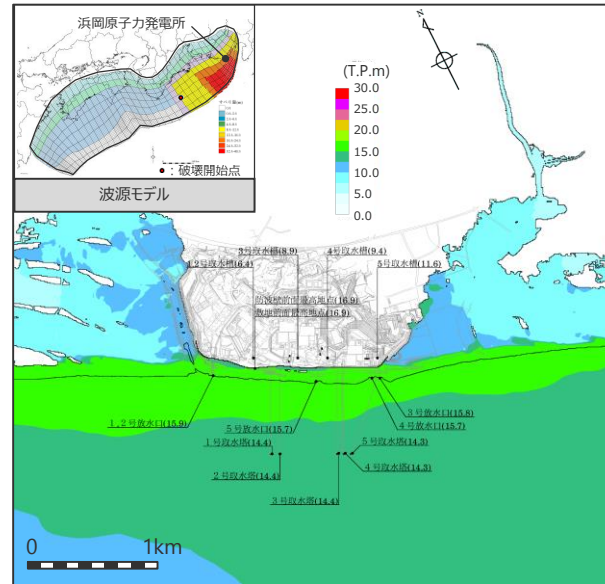 浜岡原子力発電所
すべり量(m)
●：破壊開始点
波源モデル
N
(T.P.m)
30.0
25.0
20.0
15.0
10.0
5.0
0.0
3号取水槽(8.9)
4号取水槽(9.4)
1,2号取水槽(6.4)
5号取水槽(11.6)
防波壁前面最高地点(16.9)
敷地前面最高地点(16.9)
1,2号放水口(15.9)
5号放水口(15.7)
3号放水口(15.8)
4号放水口(15.7)
1号取水塔(14.4)
5号取水塔(14.3)
2号取水塔(14.4)
4号取水塔(14.3)
3号取水塔(14.4)
0 1km